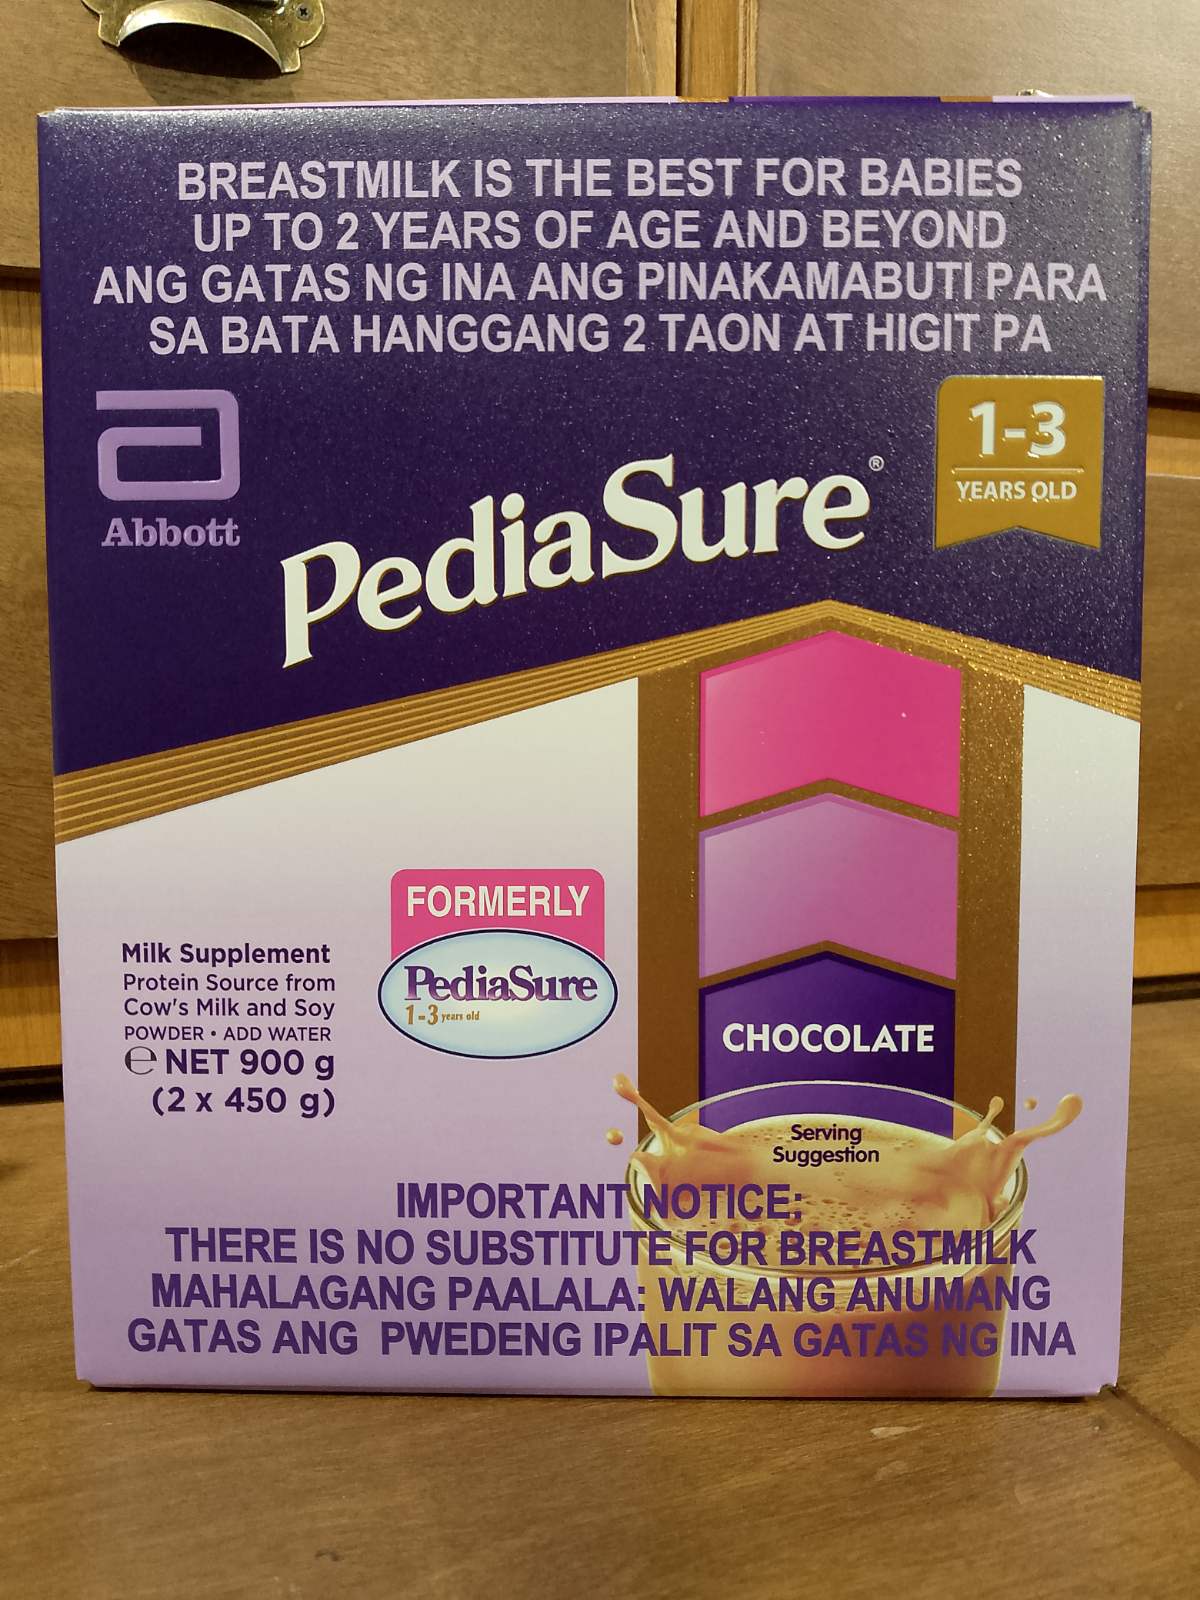 BREASTMILK IS THE BEST FOR BABIES
UP TO 2 YEARS OF AGE AND BEYOND
ANG GATAS NG INA ANG PINAKAMABUTI PARA
SA BATA HANGGANG 2 TAON AT HIGIT PA
Abbott
PediaSure®
1-3
YEARS OLD
FORMERLY
PediaSure
1-3 years old
Milk Supplement
Protein Source from
Cow's Milk and Soy
POWDER • ADD WATER
℮ NET 900 g
(2 x 450 g)
CHOCOLATE
Serving
Suggestion
IMPORTANT NOTICE:
THERE IS NO SUBSTITUTE FOR BREASTMILK
MAHALAGANG PAALALA: WALANG ANUMANG
GATAS ANG PWEDENG IPALIT SA GATAS NG INA